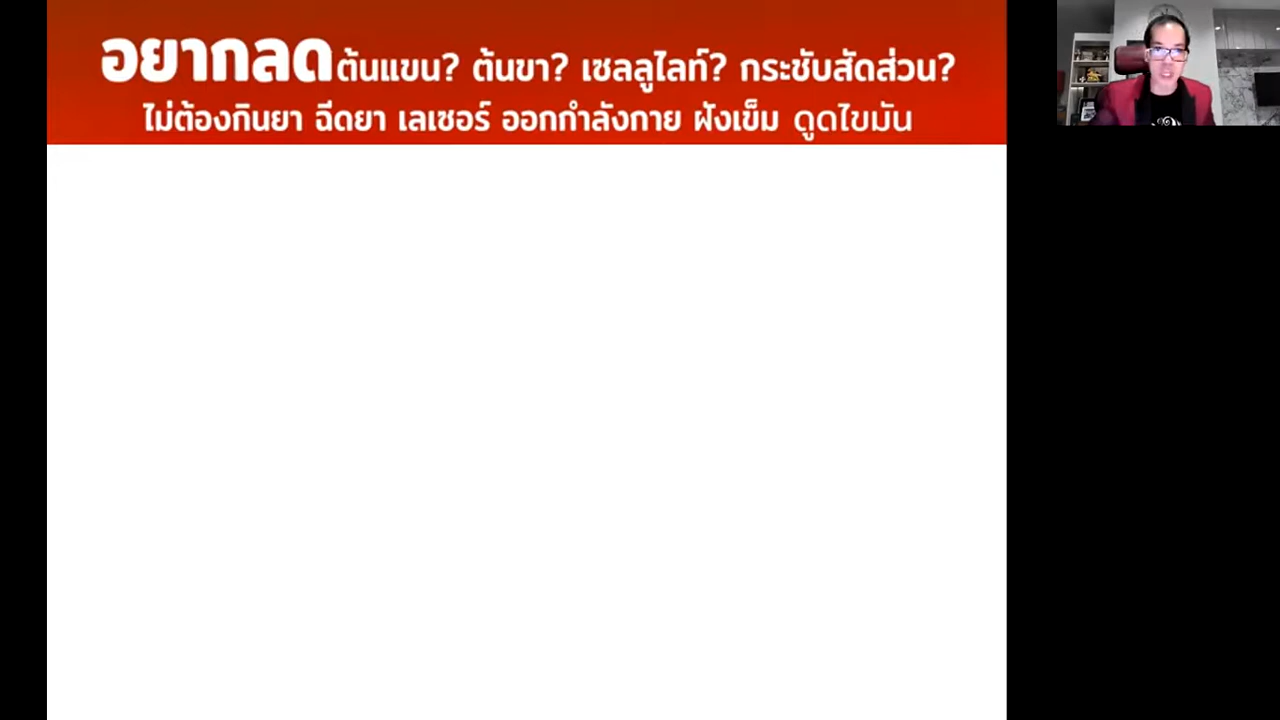 อยากลดต้นแขน? ต้นขา? เซลลูไลท์? กระชับสัดส่วน?
ไม่ต้องกินยา ฉีดยา เลเซอร์ ออกกำลังกาย ฝังเข็ม ดูดไขมัน